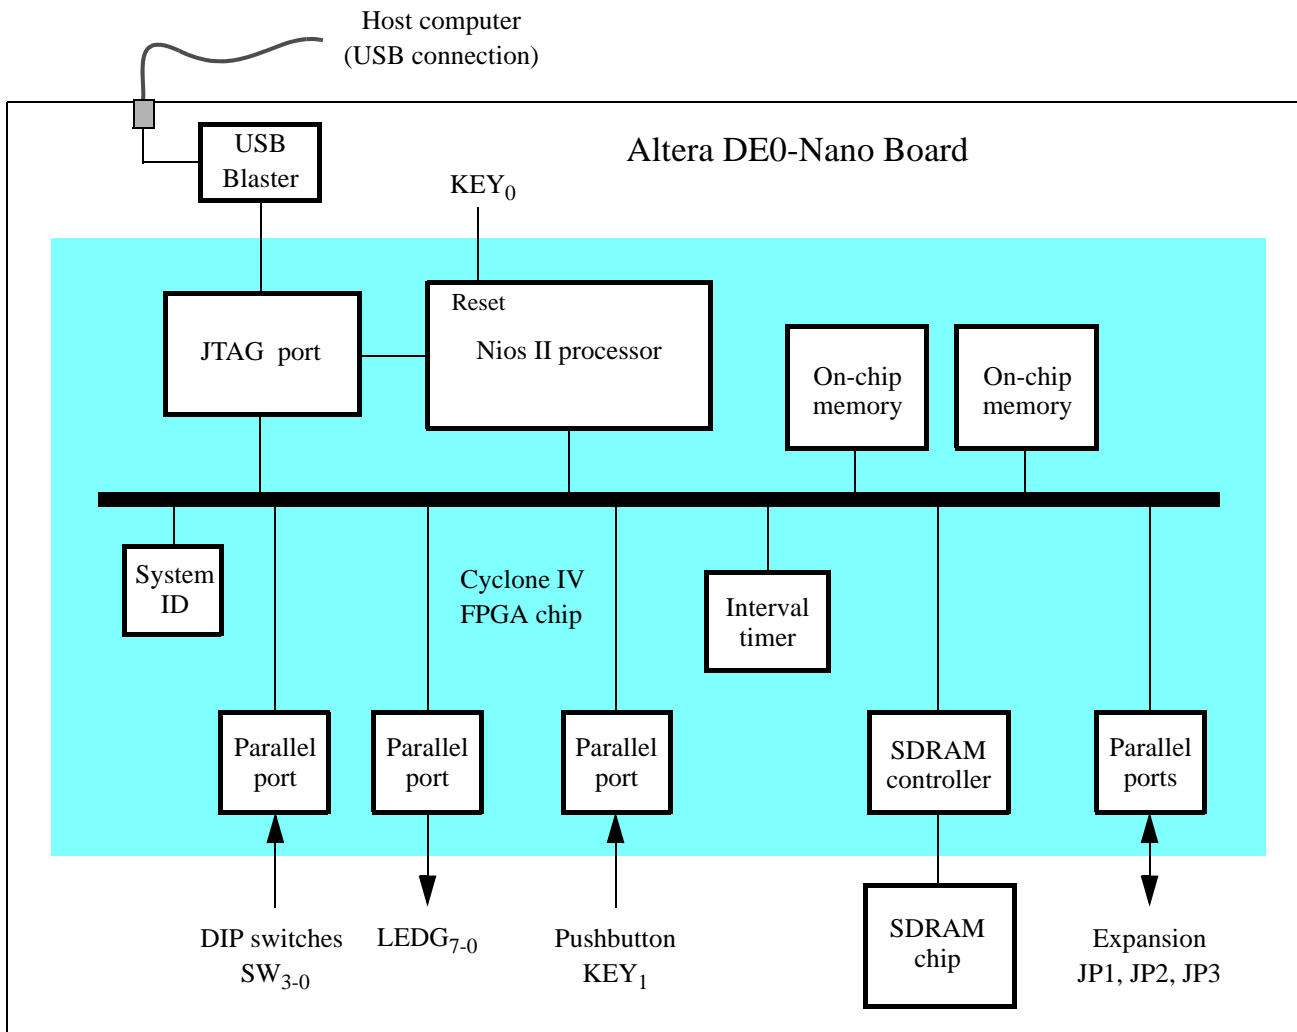 Host computer
(USB connection)
Altera DE0-Nano Board
USB
Blaster
KEY0
Reset
JTAG port
Nios II processor
On-chip
memory
On-chip
memory
System
ID
Cyclone IV
FPGA chip
Interval
timer
Parallel
port
Parallel
port
Parallel
port
SDRAM
controller
Parallel
ports
DIP switches
SW3-0
LEDG7-0
Pushbutton
KEY1
SDRAM
chip
Expansion
JP1, JP2, JP3